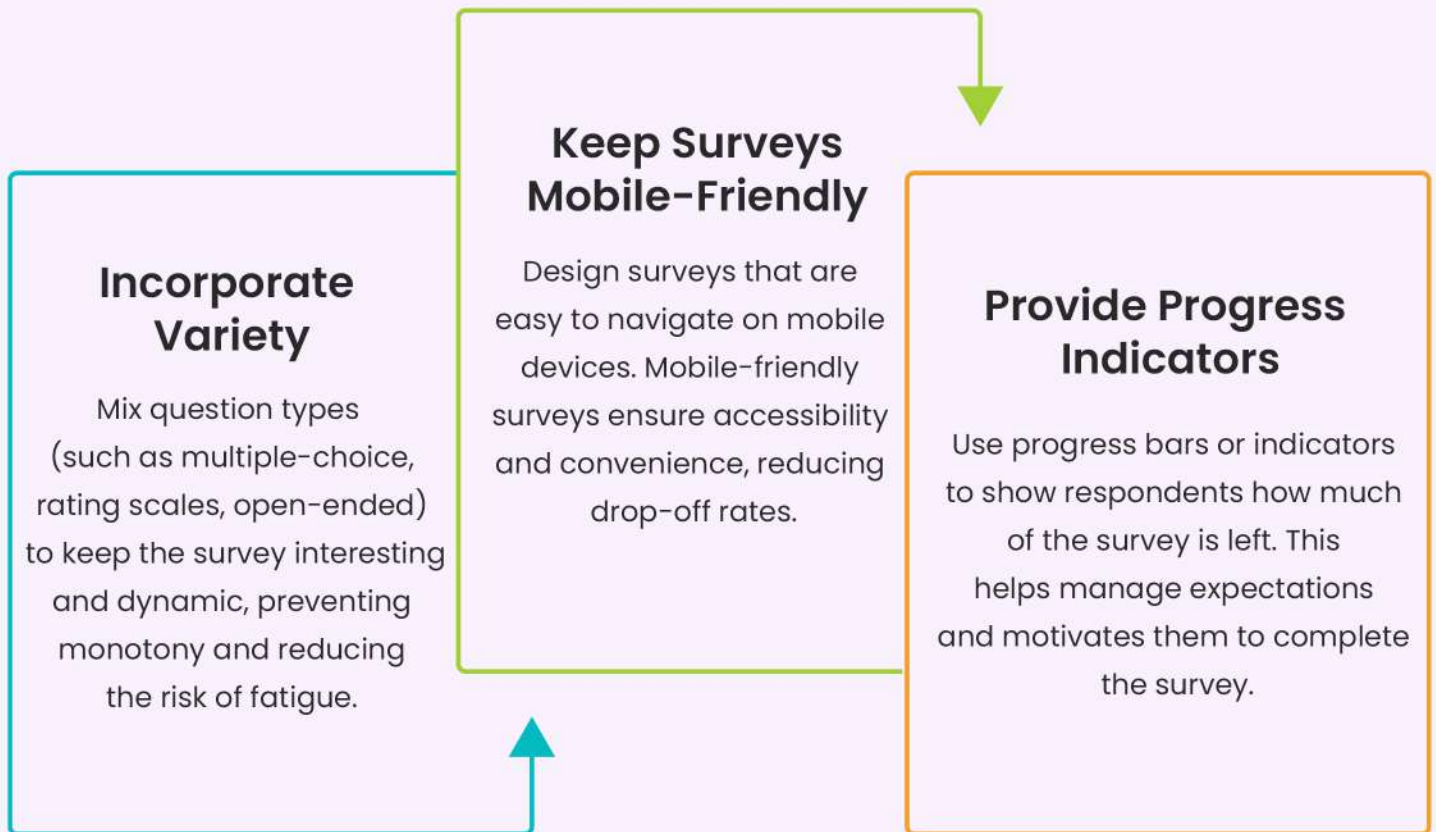 Incorporate
Variety
Mix question types
(such as multiple-choice,
rating scales, open-ended)
to keep the survey interesting
and dynamic, preventing
monotony and reducing
the risk of fatigue.
Keep Surveys
Mobile-Friendly
Design surveys that are
easy to navigate on mobile
devices. Mobile-friendly
surveys ensure accessibility
and convenience, reducing
drop-off rates.
Provide Progress
Indicators
Use progress bars or indicators
to show respondents how much
of the survey is left. This
helps manage expectations
and motivates them to complete
the survey.